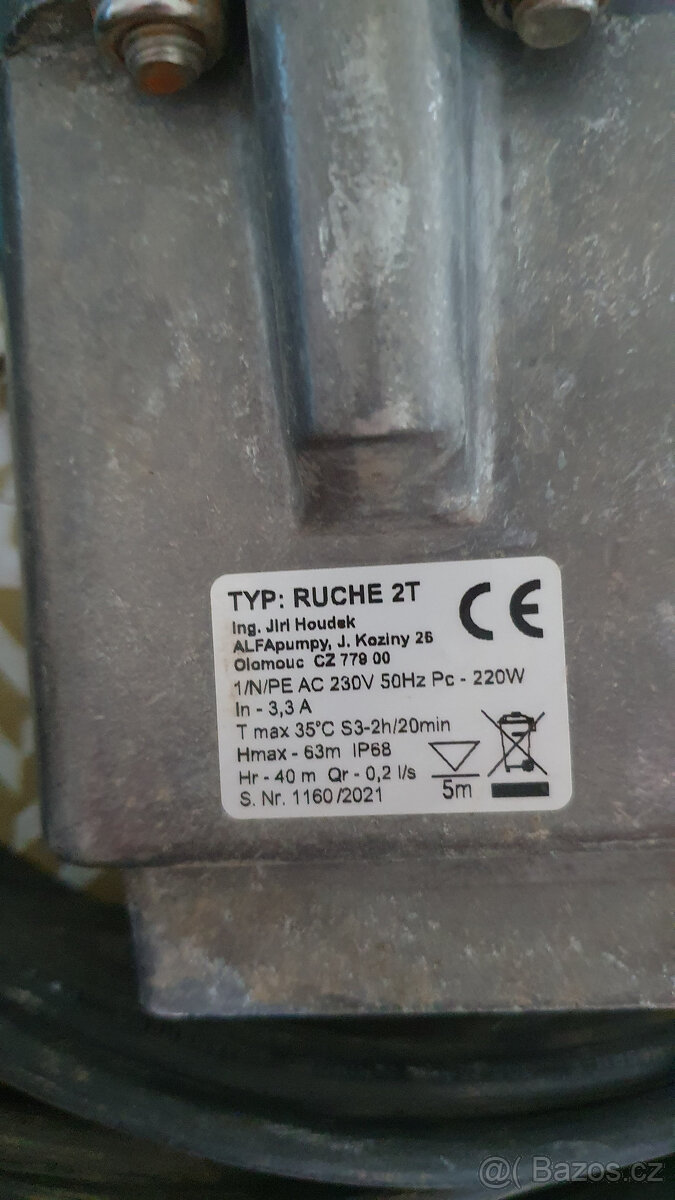 TYP: RUCHE 2T
CE
Ing. Jiri Houdek
ALFApumpy, J. Koziny 26
Olomouc CZ 779 00
1/N/PE AC 230V 50Hz Pc - 220W
In - 3,3 A
T max 35°C S3-2h/20min
Hmax - 63m IP68
Hr - 40 m Qr - 0,2 l/s
5m
S. Nr. 1160/2021
@( Bazos.cz